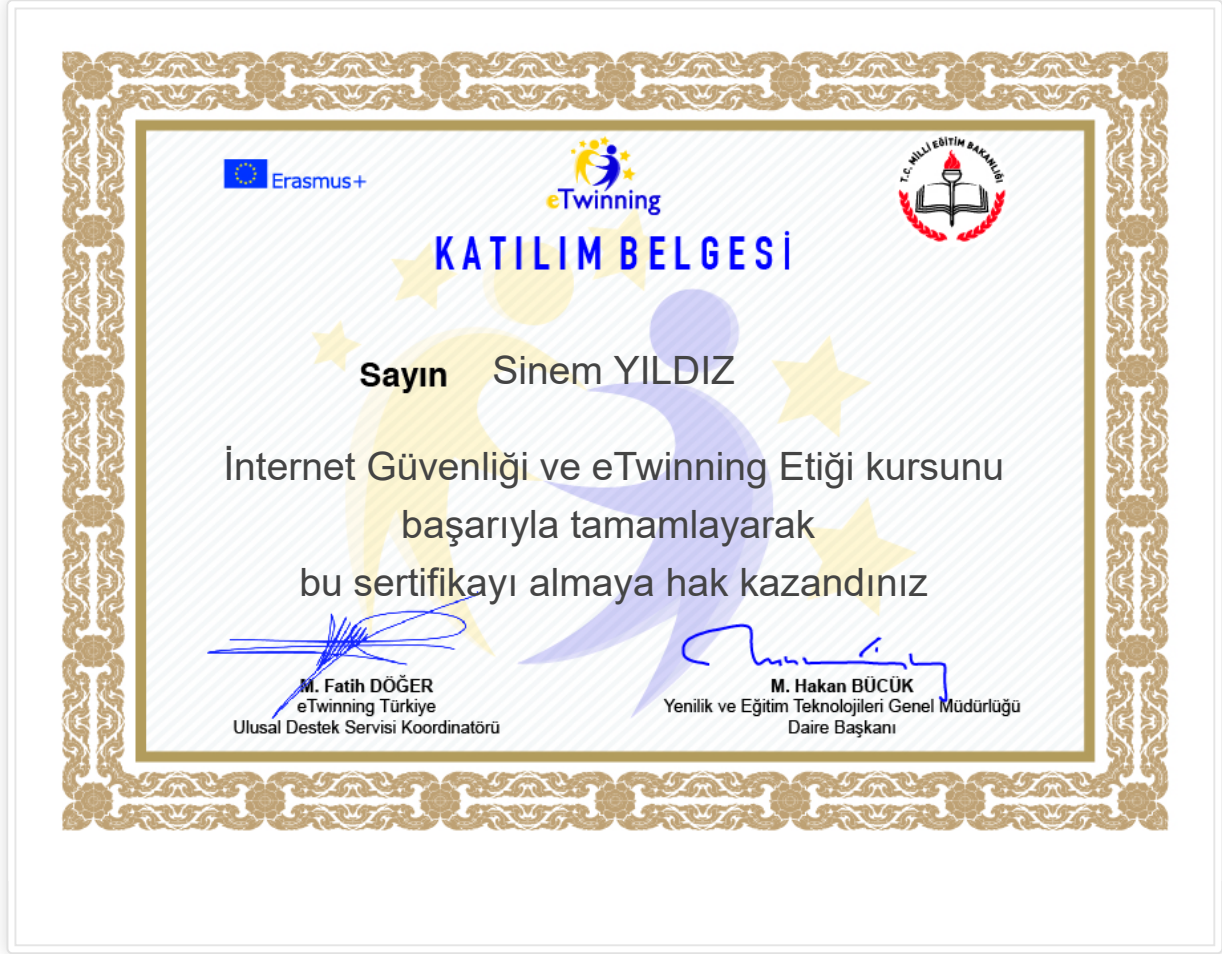 Erasmus+
eTwinning
T.C. MİLLÎ EĞİTİM BAKANLIĞI
KATILIM BELGESİ
Sayın Sinem YILDIZ
İnternet Güvenliği ve eTwinning Etiği kursunu
başarıyla tamamlayarak
bu sertifikayı almaya hak kazandınız
M. Fatih DÖĞER
eTwinning Türkiye
Ulusal Destek Servisi Koordinatörü
M. Hakan BÜCÜK
Yenilik ve Eğitim Teknolojileri Genel Müdürlüğü
Daire Başkanı